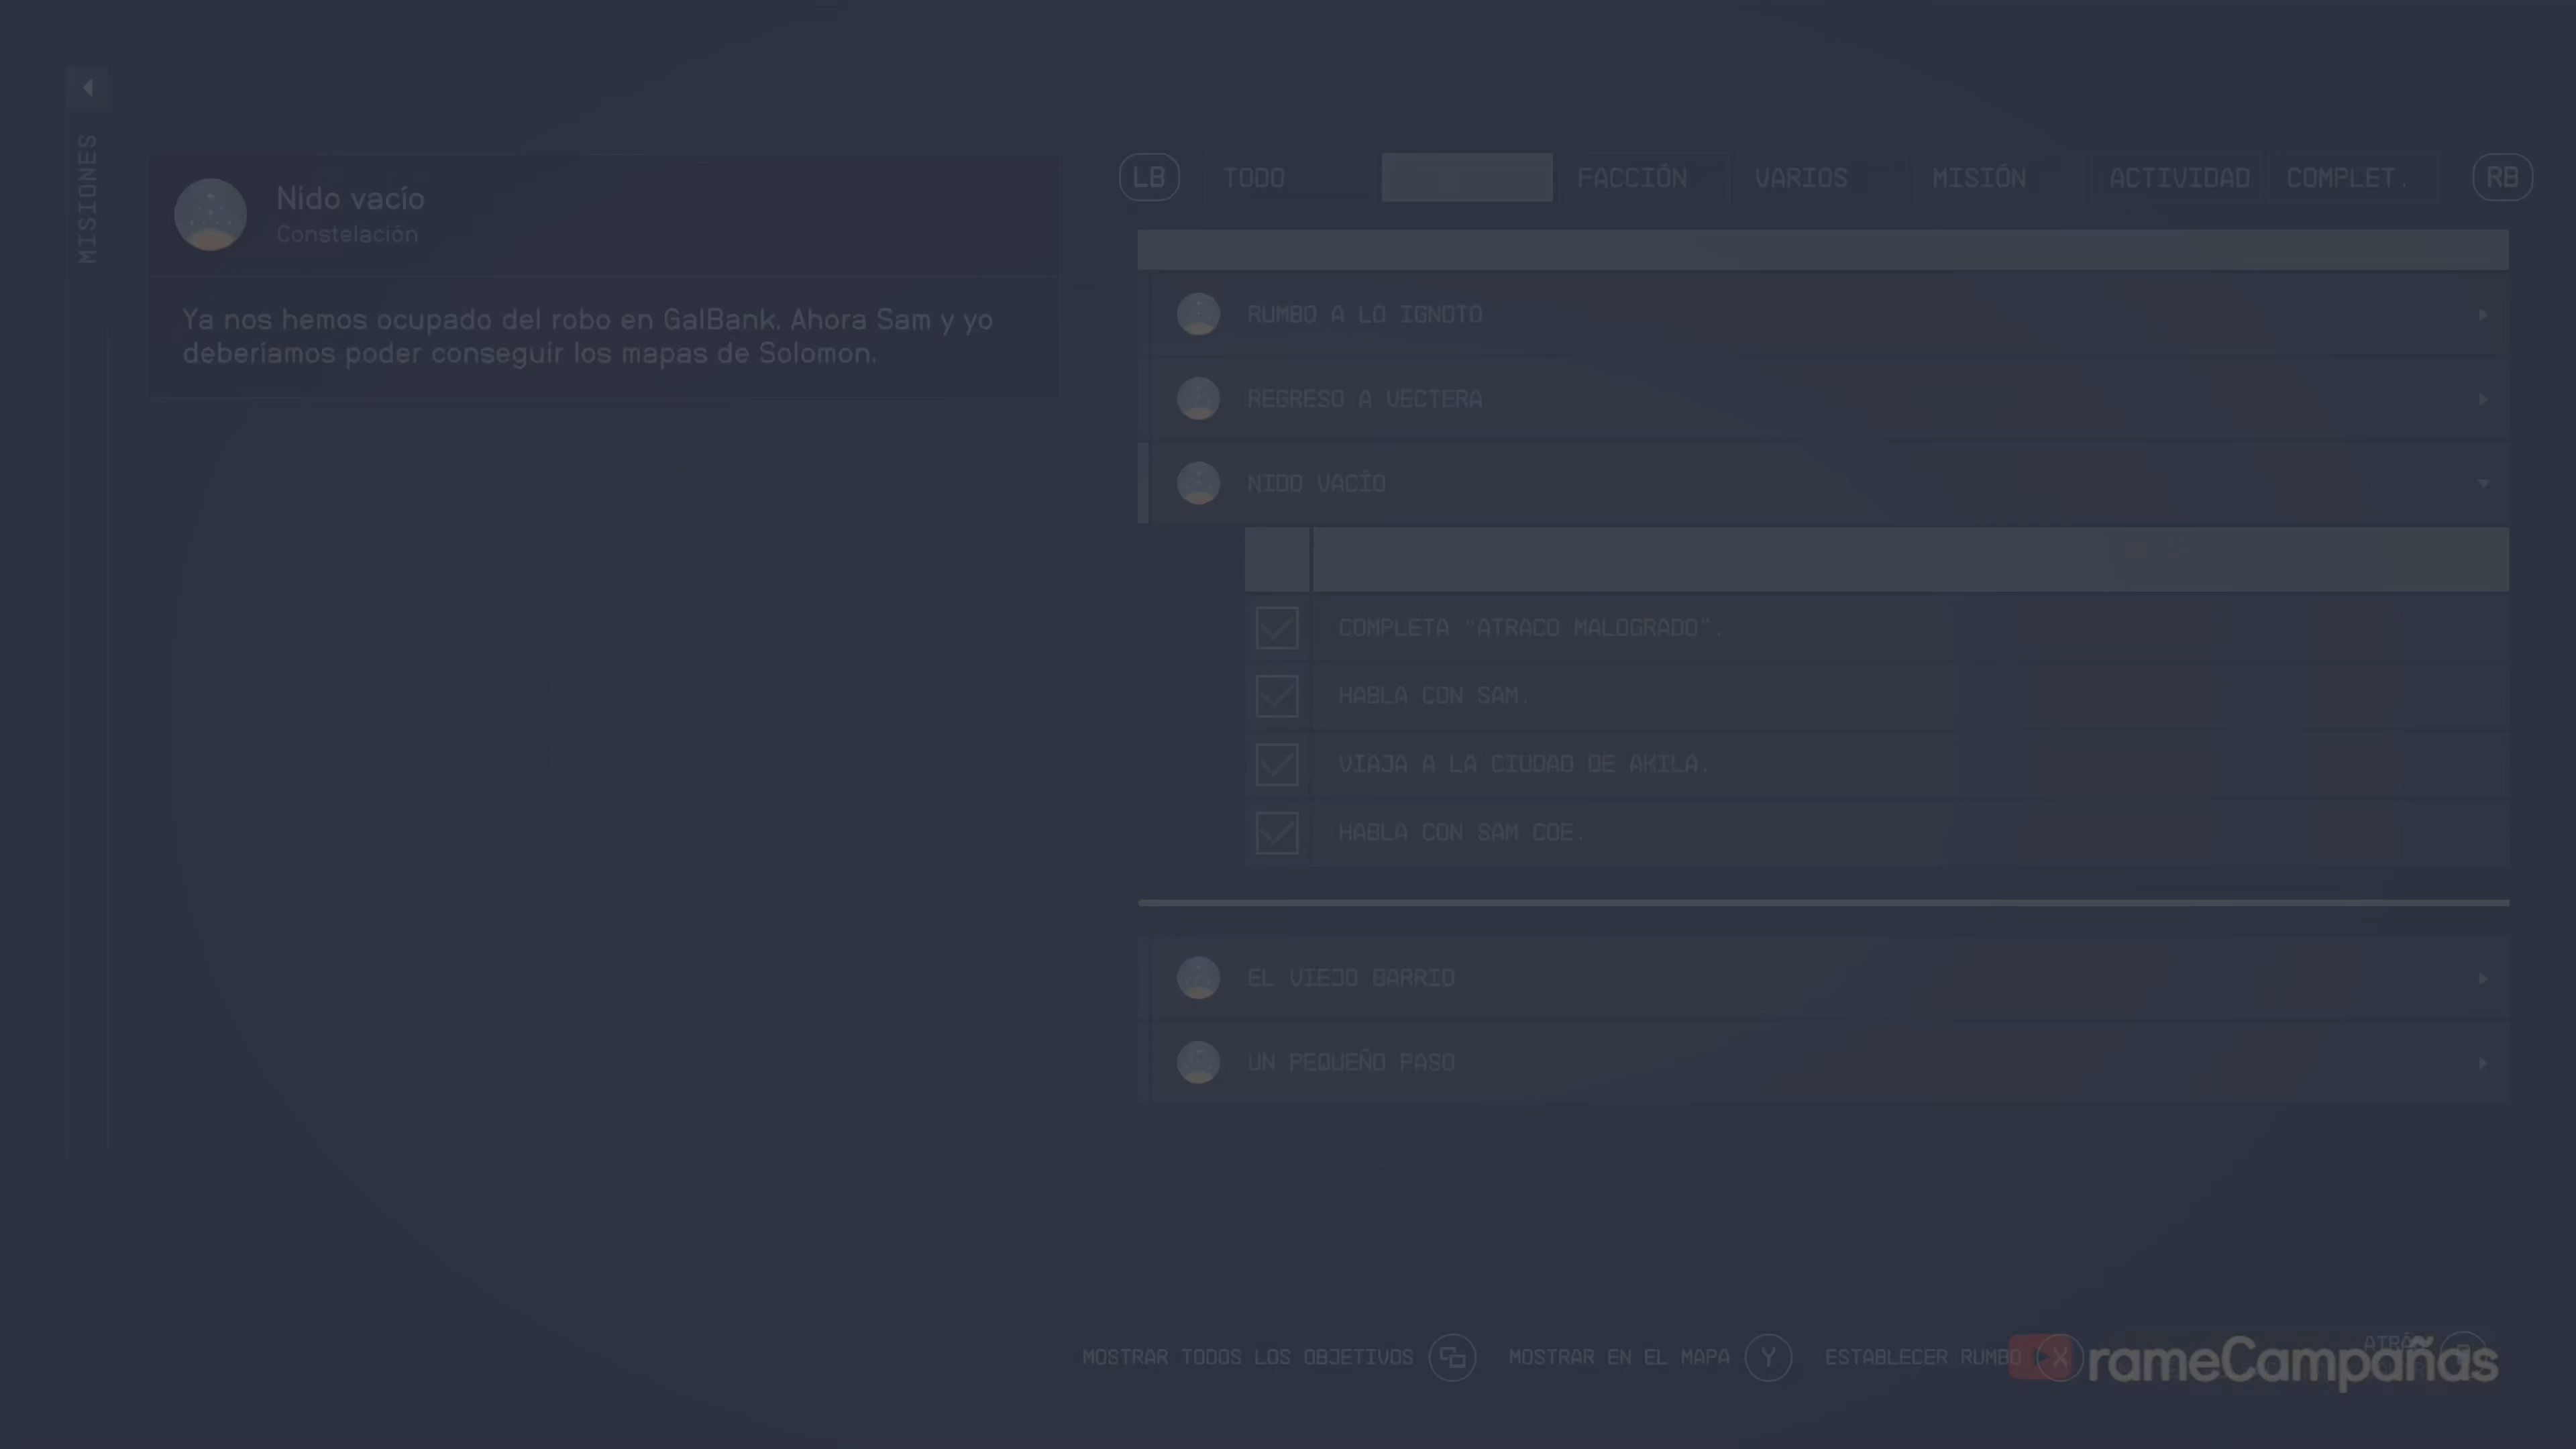 MISIONES
Nido vacío
Constelación
Ya nos hemos ocupado del robo en GalBank. Ahora Sam y yo
deberíamos poder conseguir los mapas de Solomon.
LB TODO FACCIÓN VARIOS MISIÓN ACTIVIDAD COMPLET. RB
RUMBO A LO IGNOTO
REGRESO A VECTERA
NIDO VACÍO
COMPLETA "ATRACO MALOGRADO".
HABLA CON SAM.
VIAJA A LA CIUDAD DE AKILA.
HABLA CON SAM COE.
EL VIEJO BARRIO
UN PEQUEÑO PASO
MOSTRAR TODOS LOS OBJETIVOS MOSTRAR EN EL MAPA Y ESTABLECER RUMBO X ATRÁS
rameCampañas